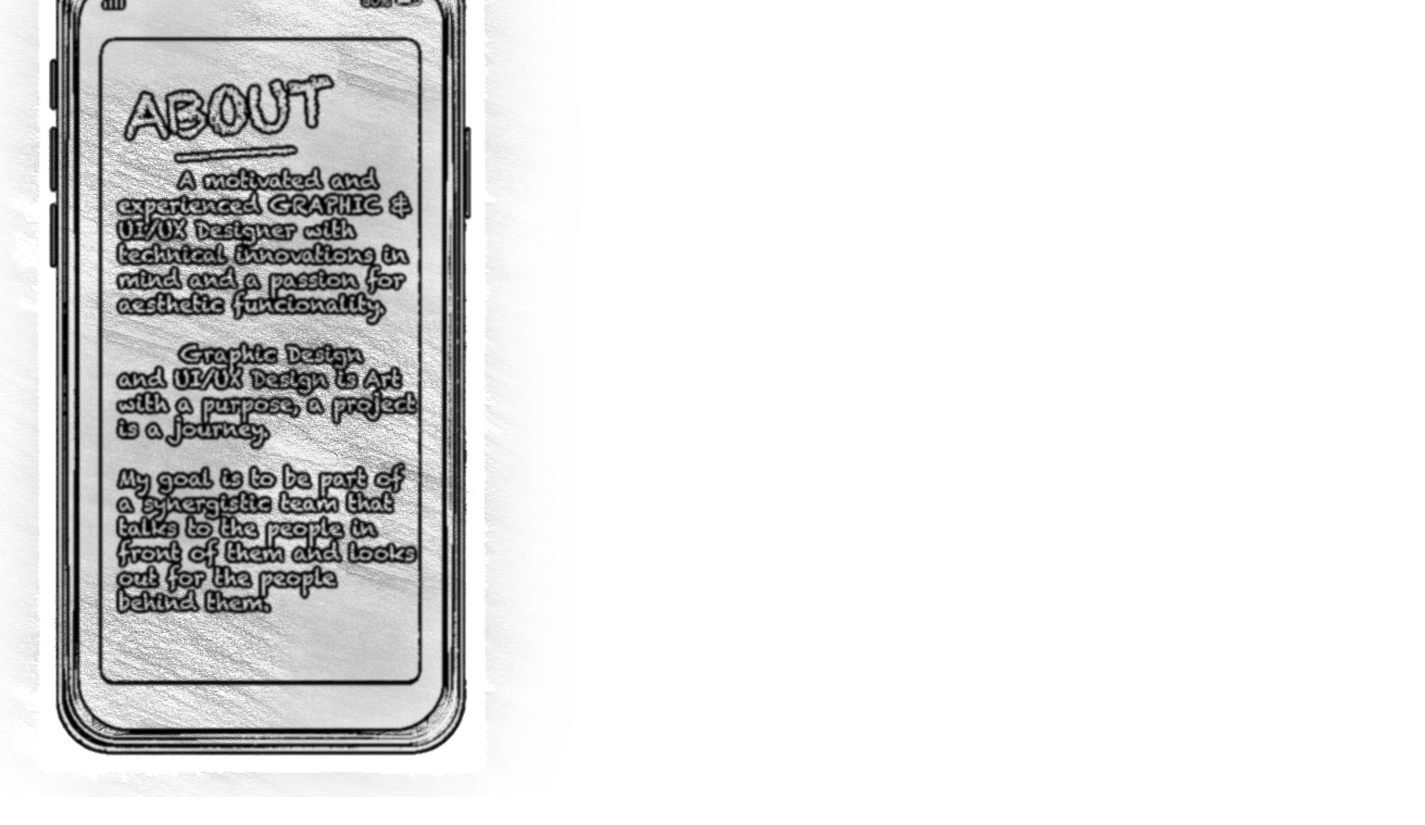 ABOUT
A motivated and
experienced GRAPHIC &
UI/UX Designer with
technical innovations in
mind and a passion for
aesthetic funcionality.
Graphic Design
and UI/UX Design is Art
with a purpose, a project
is a journey.
My goal is to be part of
a synergistic team that
talks to the people in
front of them and looks
out for the people
behind them.